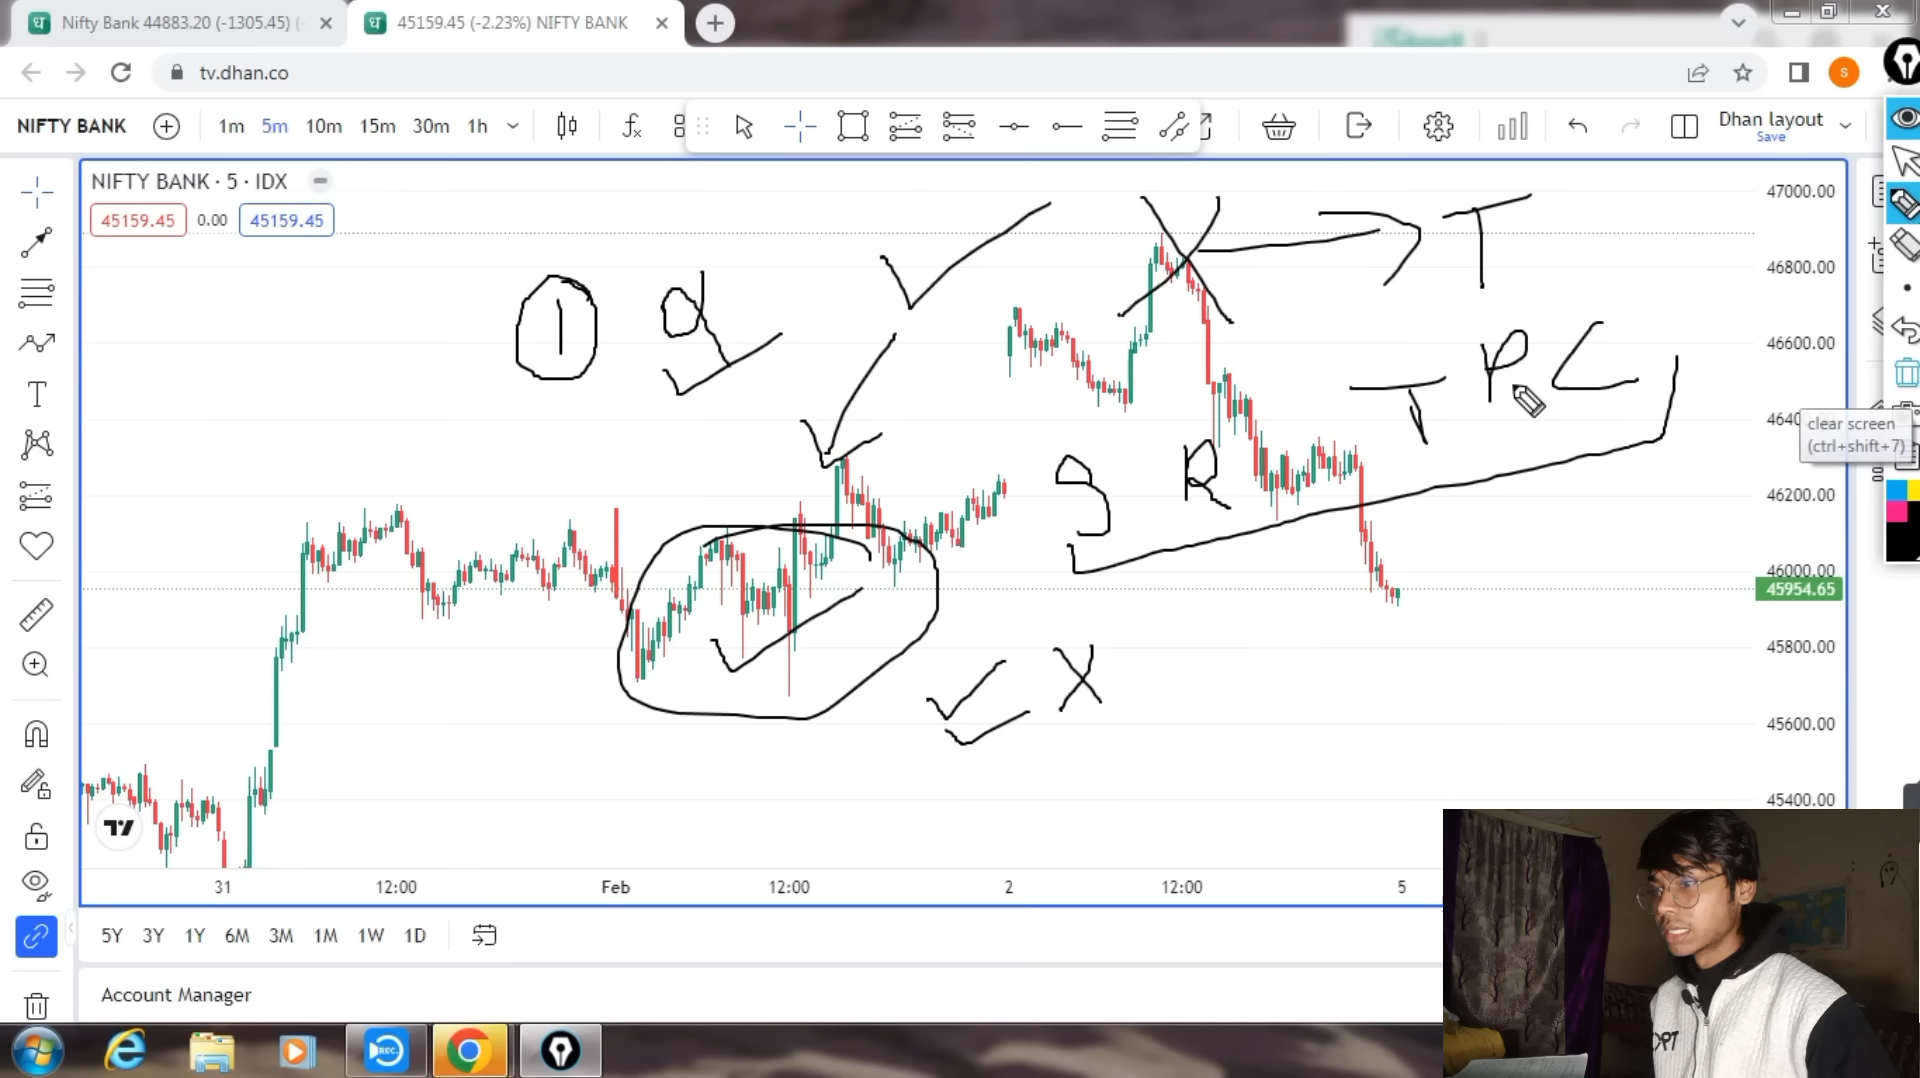 Nifty Bank 44883.20 (-1305.45) (-
45159.45 (-2.23%) NIFTY BANK
tv.dhan.co
S
NIFTY BANK
1m 5m 10m 15m 30m 1h
Dhan layout
Save
NIFTY BANK · 5 · IDX
45159.45 0.00 45159.45
47000.00
46800.00
46600.00
46200.00
46000.00
45954.65
45800.00
45600.00
45400.00
1 d
X T
T P C
S R
X
clear screen
(ctrl+shift+7)
31 12:00 Feb 12:00 2 12:00 5
5Y 3Y 1Y 6M 3M 1M 1W 1D
Account Manager
REC